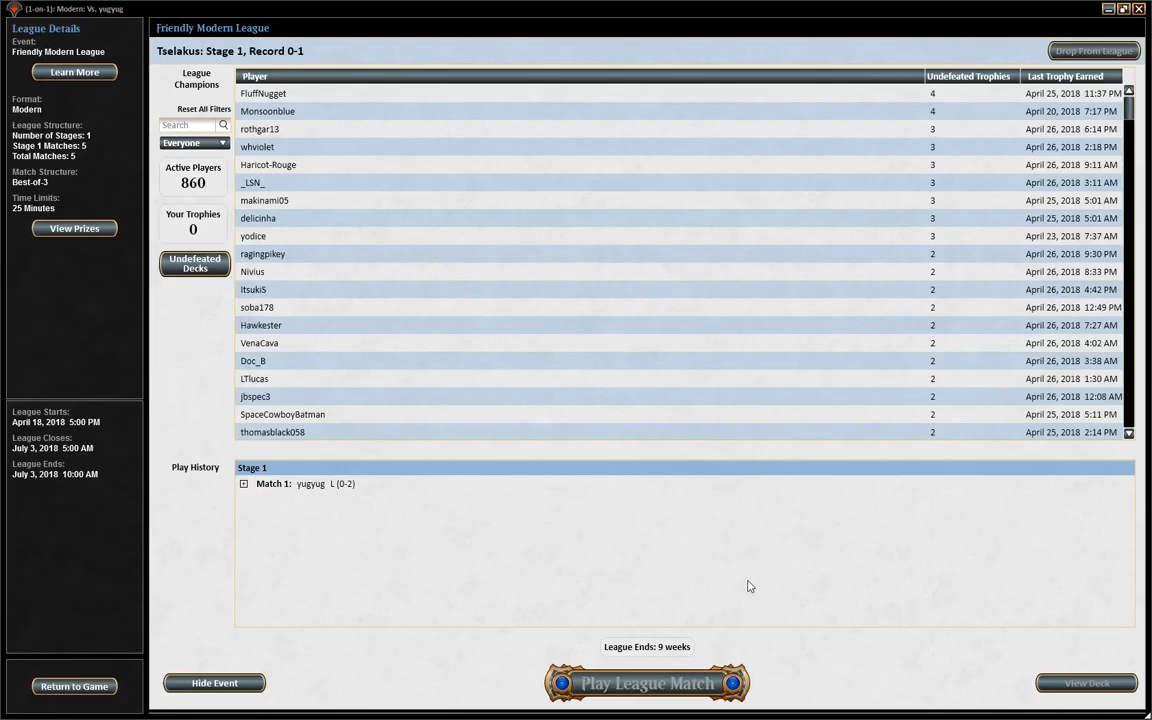 (1-on-1): Modern: Vs. yugyug
League Details
Event:
Friendly Modern League
Learn More
Format:
Modern
League Structure:
Number of Stages: 1
Stage 1 Matches: 5
Total Matches: 5
Match Structure:
Best-of-3
Time Limits:
25 Minutes
View Prizes
League Starts:
April 18, 2018 5:00 PM
League Closes:
July 3, 2018 5:00 AM
League Ends:
July 3, 2018 10:00 AM
Return to Game
Friendly Modern League
Tselakus: Stage 1, Record 0-1
Drop From League
League
Champions
Reset All Filters
Search
Everyone
Active Players
860
Your Trophies
0
Undefeated
Decks
Player Undefeated Trophies Last Trophy Earned
FluffNugget 4 April 25, 2018 11:37 PM
Monsoonblue 4 April 20, 2018 7:17 PM
rothgar13 3 April 26, 2018 6:14 PM
whviolet 3 April 26, 2018 2:18 PM
Haricot-Rouge 3 April 26, 2018 9:11 AM
_LSN_ 3 April 26, 2018 3:11 AM
makinami05 3 April 25, 2018 5:01 AM
delicinha 3 April 25, 2018 5:01 AM
yodice 3 April 23, 2018 7:37 AM
ragingpikey 2 April 26, 2018 9:30 PM
Nivius 2 April 26, 2018 8:33 PM
ItsukiS 2 April 26, 2018 4:42 PM
soba178 2 April 26, 2018 12:49 PM
Hawkester 2 April 26, 2018 7:27 AM
VenaCava 2 April 26, 2018 4:02 AM
Doc_B 2 April 26, 2018 3:38 AM
LTlucas 2 April 26, 2018 1:30 AM
jbspec3 2 April 26, 2018 12:08 AM
SpaceCowboyBatman 2 April 25, 2018 5:11 PM
thomasblack058 2 April 25, 2018 2:14 PM
Play History
Stage 1
Match 1: yugyug L (0-2)
League Ends: 9 weeks
Hide Event
Play League Match
View Deck